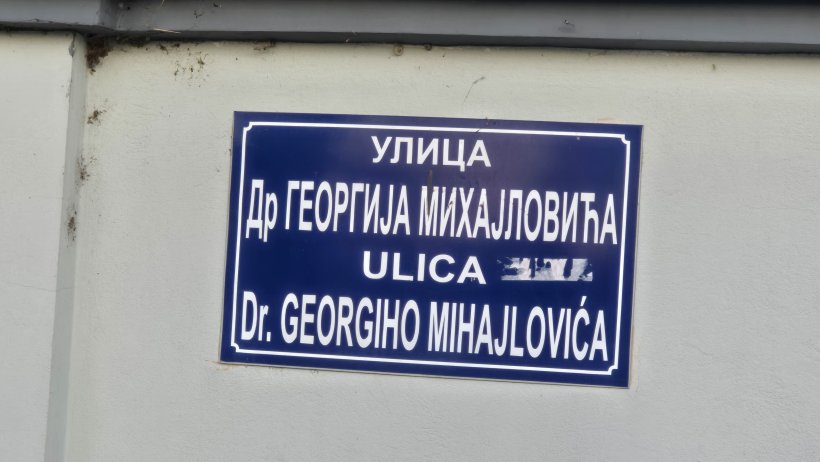 УЛИЦА
Др ГЕОРГИЈА МИХАЈЛОВИЋА
ULICA
Dr. GEORGIHO MIHAJLOVIĆA